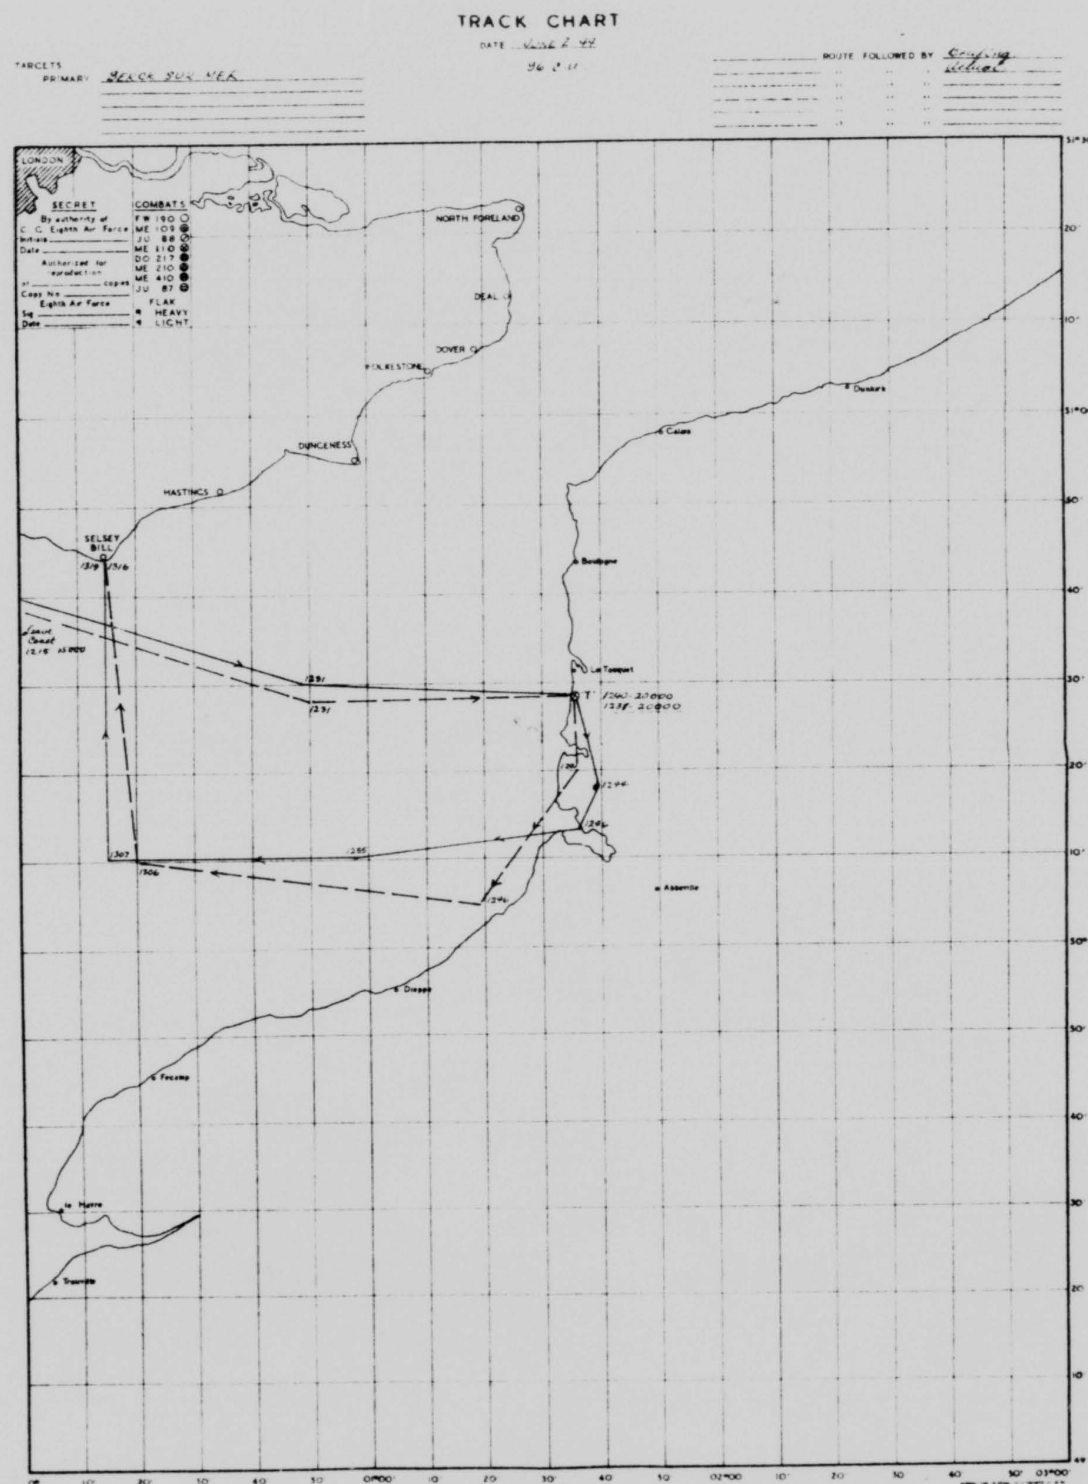 TRACK CHART
DATE JUNE 2 44
TARGETS
PRIMARY BERCK SUR MER
ROUTE FOLLOWED BY
51°
LONDON
SECRET
By authority of
C. G. Eighth Air Force
Initials
Date
Authorized for
reproduction
of copies
Copy No
Eighth Air Force
Sig
Date
COMBATS
FW 190
ME 109
JU 88
ME 110
DO 217
ME 210
ME 410
JU 87
FLAK
HEAVY
LIGHT
NORTH FORELAND
20'
DEAL
10'
DOVER
FOLKESTONE
Dunkirk
51°0
Calais
DUNGENESS
HASTINGS
50'
SELSEY
BILL
1319 1316
Boulogne
40'
Leave
Coast
1215 15000
Le Touquet
30'
1231
T 1240-20000
1238-20000
1231
20'
1244
1246
1255
10'
1307
1306
1246
Abbeville
50°
Dieppe
50'
Fecamp
40'
le Havre
30'
Trouville
20'
10'
10' 20' 30' 40' 50' 01°00' 10 20 30 40 50 02°00 10' 20 30 40 50 03°00